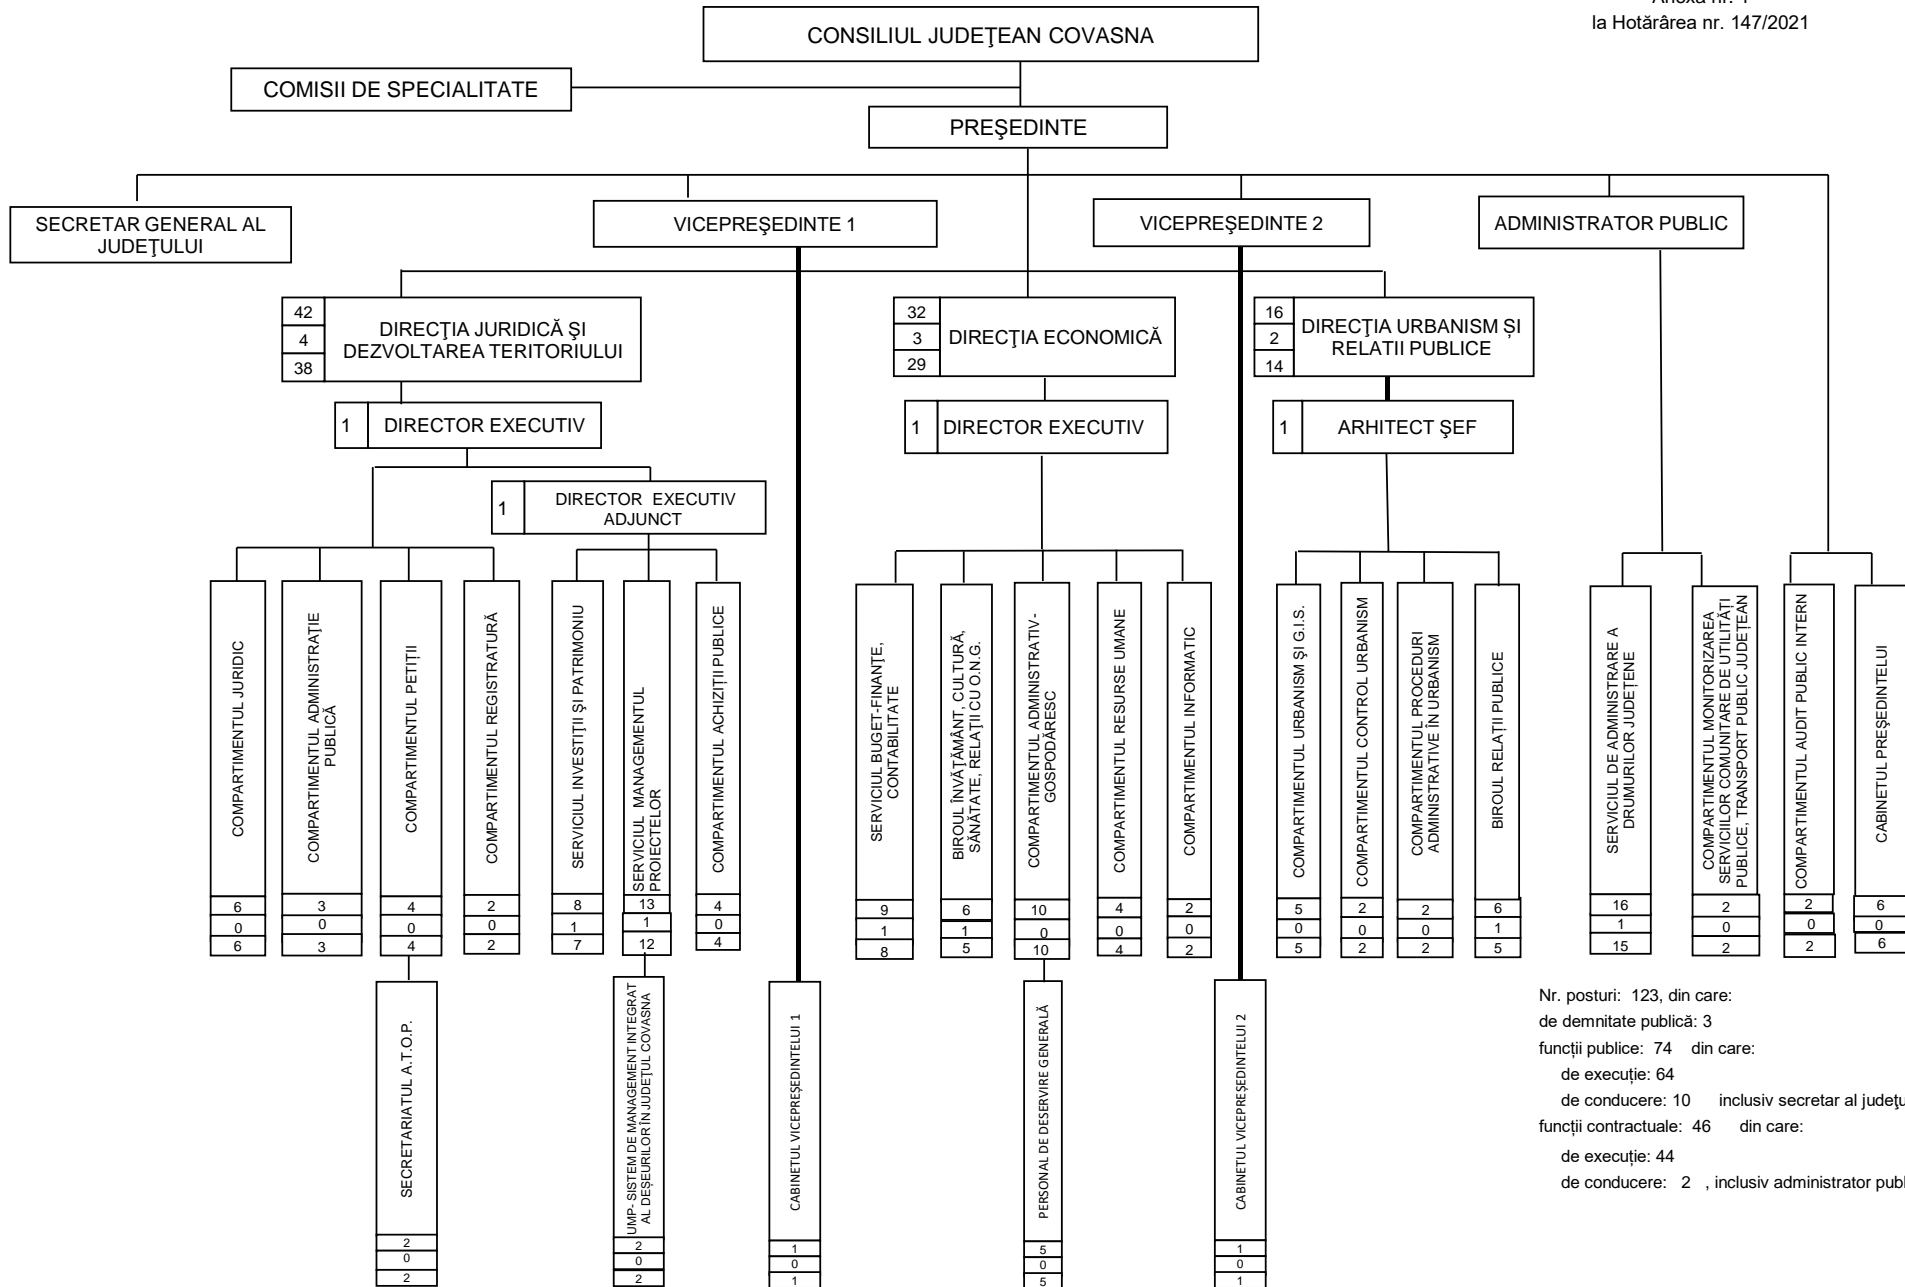 la Hotărârea nr. 147/2021
CONSILIUL JUDEŢEAN COVASNA
COMISII DE SPECIALITATE
PREŞEDINTE
SECRETAR GENERAL AL
JUDEŢULUI
VICEPREŞEDINTE 1
VICEPREŞEDINTE 2
ADMINISTRATOR PUBLIC
42
4
38
DIRECŢIA JURIDICĂ ŞI
DEZVOLTAREA TERITORIULUI
32
3
29
DIRECŢIA ECONOMICĂ
16
2
14
DIRECŢIA URBANISM ȘI
RELATII PUBLICE
1
DIRECTOR EXECUTIV
1
DIRECTOR EXECUTIV
1
ARHITECT ŞEF
1
DIRECTOR EXECUTIV
ADJUNCT
COMPARTIMENTUL JURIDIC
6
0
6
COMPARTIMENTUL ADMINISTRAŢIE
PUBLICĂ
3
0
3
COMPARTIMENTUL PETIȚII
4
0
4
COMPARTIMENTUL REGISTRATURĂ
2
0
2
SERVICIUL INVESTIŢII ŞI PATRIMONIU
8
1
7
SERVICIUL MANAGEMENTUL
PROIECTELOR
13
1
12
COMPARTIMENTUL ACHIZIŢII PUBLICE
4
0
4
SERVICIUL BUGET-FINANŢE,
CONTABILITATE
9
1
8
BIROUL ÎNVĂŢĂMÂNT, CULTURĂ,
SĂNĂTATE, RELAŢII CU O.N.G.
6
1
5
COMPARTIMENTUL ADMINISTRATIV-
GOSPODĂRESC
10
0
10
COMPARTIMENTUL RESURSE UMANE
4
0
4
COMPARTIMENTUL INFORMATIC
2
0
2
COMPARTIMENTUL URBANISM ŞI G.I.S.
5
0
5
COMPARTIMENTUL CONTROL URBANISM
2
0
2
COMPARTIMENTUL PROCEDURI
ADMINISTRATIVE ÎN URBANISM
2
0
2
BIROUL RELAȚII PUBLICE
6
1
5
SERVICIUL DE ADMINISTRARE A
DRUMURILOR JUDEȚENE
16
1
15
COMPARTIMENTUL MONITORIZAREA
SERVICIILOR COMUNITARE DE UTILITĂȚI
PUBLICE, TRANSPORT PUBLIC JUDEȚEAN
2
0
2
COMPARTIMENTUL AUDIT PUBLIC INTERN
2
0
2
CABINETUL PREŞEDINTELUI
6
0
6
SECRETARIATUL A.T.O.P.
2
0
2
UMP- SISTEM DE MANAGEMENT INTEGRAT
AL DEȘEURILOR ÎN JUDEȚUL COVASNA
2
0
2
CABINETUL VICEPREŞEDINTELUI 1
1
0
1
PERSONAL DE DESERVIRE GENERALĂ
5
0
5
CABINETUL VICEPREŞEDINTELUI 2
1
0
1
Nr. posturi: 123, din care:
de demnitate publică: 3
funcții publice: 74 din care:
de execuție: 64
de conducere: 10 inclusiv secretar al
funcții contractuale: 46 din care:
de execuție: 44
de conducere: 2 , inclusiv administrator